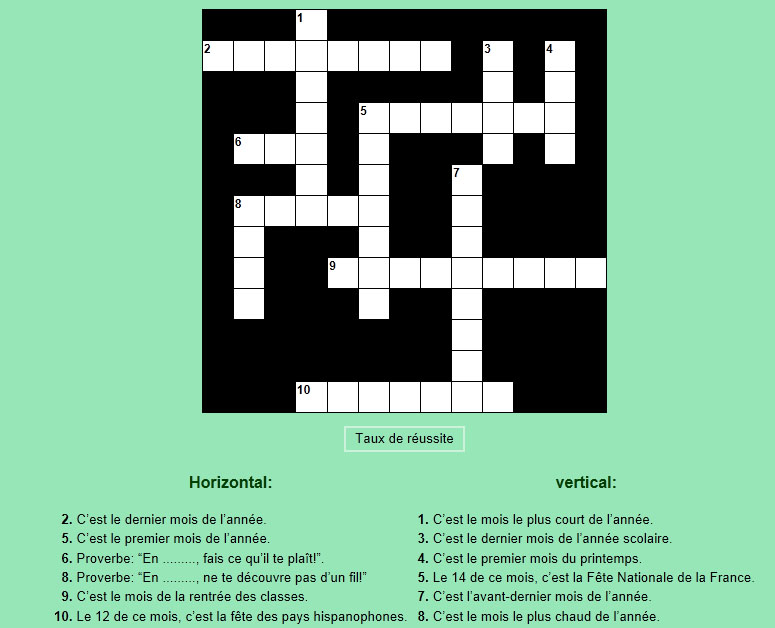 1
2 3 4
5
6
7
8
9
10
Taux de réussite
Horizontal:
2. C'est le dernier mois de l'année.
5. C'est le premier mois de l'année.
6. Proverbe: “En ........., fais ce qu'il te plaît!”.
8. Proverbe: “En ........., ne te découvre pas d'un fil!”
9. C'est le mois de la rentrée des classes.
10. Le 12 de ce mois, c'est la fête des pays hispanophones.
vertical:
1. C'est le mois le plus court de l'année.
3. C'est le dernier mois de l'année scolaire.
4. C'est le premier mois du printemps.
5. Le 14 de ce mois, c'est la Fête Nationale de la France.
7. C'est l'avant-dernier mois de l'année.
8. C'est le mois le plus chaud de l'année.